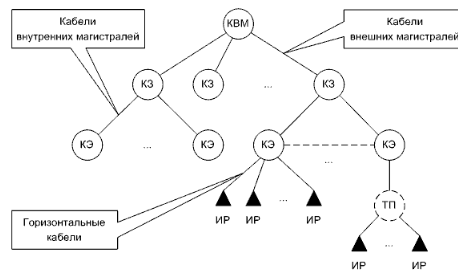 Кабели
внутренних магистралей
КВМ
Кабели
внешних магистралей
КЗ
КЗ
...
КЗ
КЭ
...
КЭ
КЭ
...
КЭ
Горизонтальные
кабели
...
ИР
ИР
ИР
ТП
...
ИР
ИР